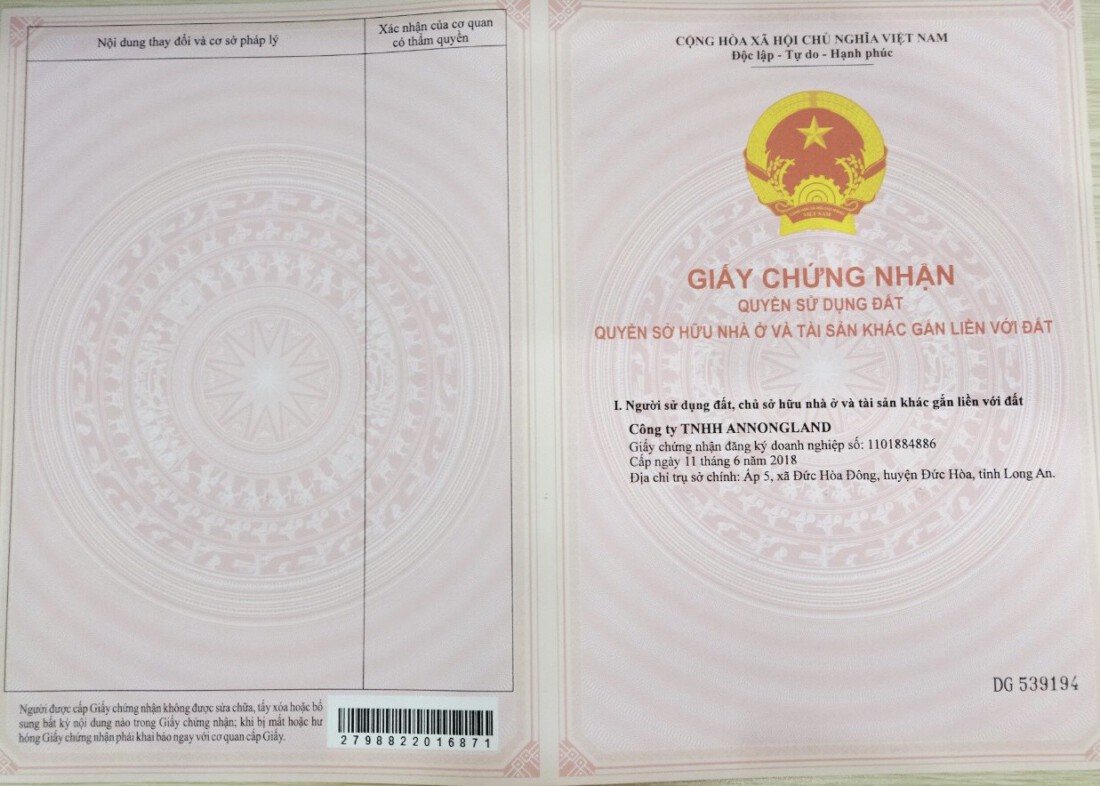 Nội dung thay đổi và cơ sở pháp lý
Xác nhận của cơ quan
có thẩm quyền
Người được cấp Giấy chứng nhận không được sửa chữa, tẩy xóa hoặc bổ
sung bất kỳ nội dung nào trong Giấy chứng nhận; khi bị mất hoặc hư
hỏng Giấy chứng nhận phải khai báo ngay với cơ quan cấp Giấy.
2798822016871
CỘNG HÒA XÃ HỘI CHỦ NGHĨA VIỆT NAM
Độc lập - Tự do - Hạnh phúc
VIỆT NAM
GIẤY CHỨNG NHẬN
QUYỀN SỬ DỤNG ĐẤT
QUYỀN SỞ HỮU NHÀ Ở VÀ TÀI SẢN KHÁC GẮN LIỀN VỚI ĐẤT
I. Người sử dụng đất, chủ sở hữu nhà ở và tài sản khác gắn liền với đất
Công ty TNHH ANNONGLAND
Giấy chứng nhận đăng ký doanh nghiệp số: 1101884886
Cấp ngày 11 tháng 6 năm 2018
Địa chỉ trụ sở chính: Ấp 5, xã Đức Hòa Đông, huyện Đức Hòa, tỉnh Long An.
DG 539194